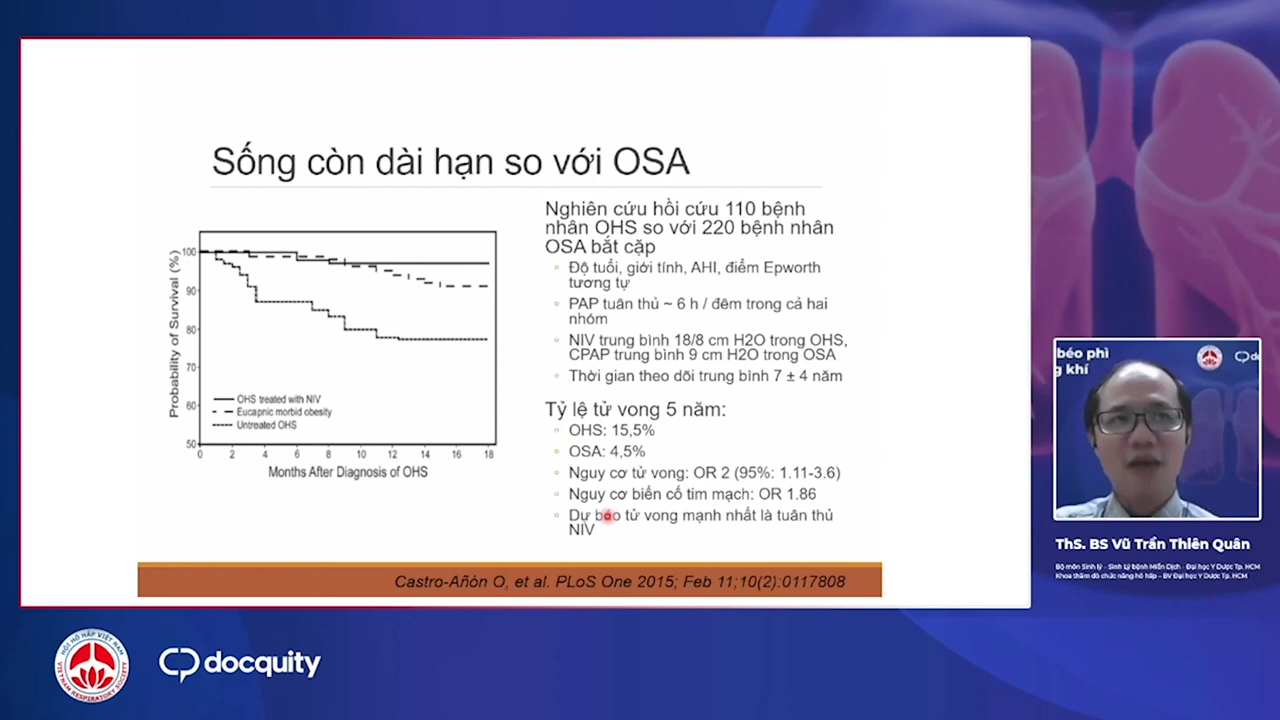 Sống còn dài hạn so với OSA
Probability of Survival (%)
100
90
80
70
60
50
OHS treated with NIV
Eucapnic morbid obesity
Untreated OHS
0 2 4 6 8 10 12 14 16 18
Months After Diagnosis of OHS
Nghiên cứu hồi cứu 110 bệnh
nhân OHS so với 220 bệnh nhân
OSA bắt cặp
Độ tuổi, giới tính, AHI, điểm Epworth
tương tự
PAP tuân thủ ~ 6 h / đêm trong cả hai
nhóm
NIV trung bình 18/8 cm H2O trong OHS,
CPAP trung bình 9 cm H2O trong OSA
Thời gian theo dõi trung bình 7 ± 4 năm
Tỷ lệ tử vong 5 năm:
OHS: 15,5%
OSA: 4,5%
Nguy cơ tử vong: OR 2 (95%: 1.11-3.6)
Nguy cơ biến cố tim mạch: OR 1.86
Dự báo tử vong mạnh nhất là tuân thủ
NIV
Castro-Añón O, et al. PLoS One 2015; Feb 11;10(2):0117808
béo phì
g khí
ThS. BS Vũ Trần Thiên Quân
Bộ môn Sinh lý - Sinh Lý bệnh Miễn Dịch - Đại học Y Dược Tp. HCM
Khoa thăm dò chức năng hô hấp - BV Đại học Y Dược Tp. HCM
HỘI HÔ HẤP VIỆT NAM
VIETNAM RESPIRATORY SOCIETY
docquity